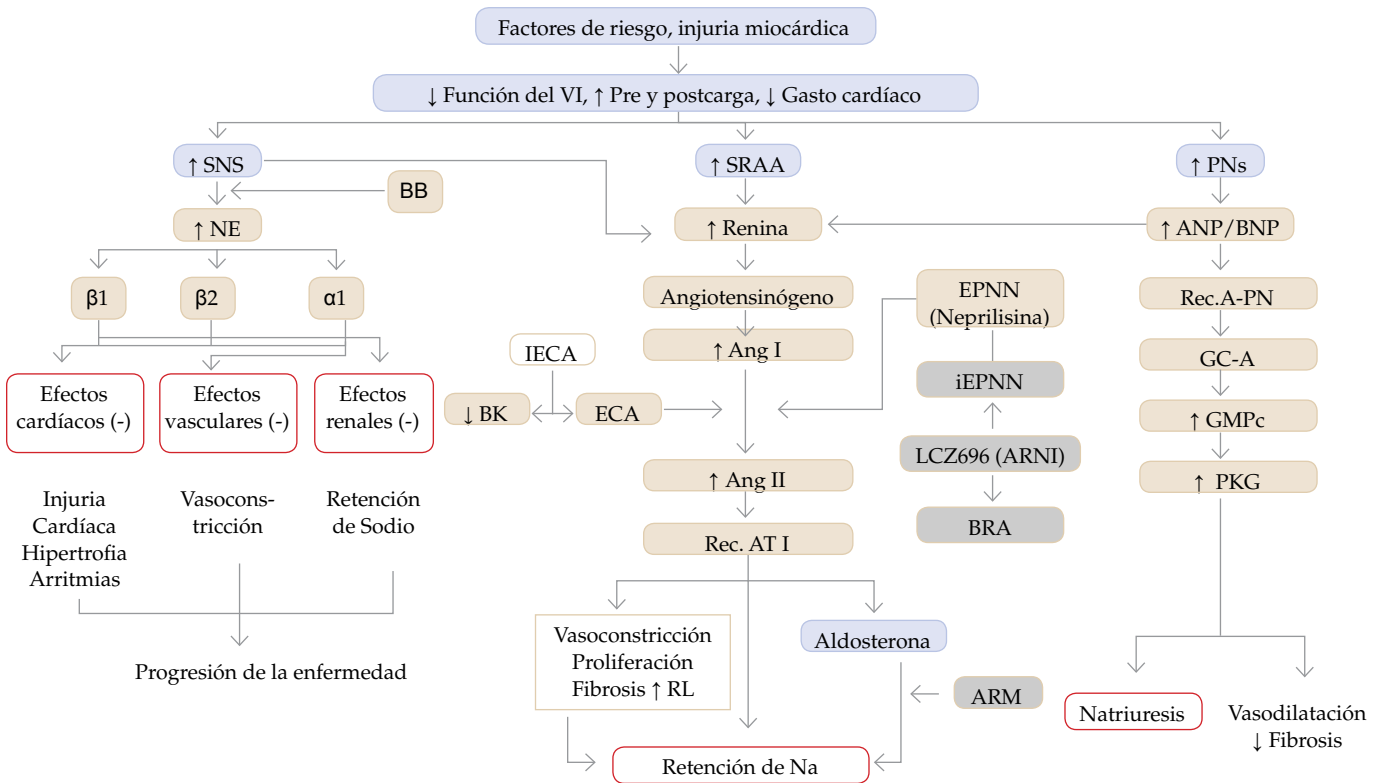 Factores de riesgo, injuria miocárdica
↓ Función del VI, ↑ Pre y postcarga, ↓ Gasto cardíaco
↑ SNS
↑ SRAA
↑ PNs
BB
↑ NE
↑ Renina
↑ ANP/BNP
β1
β2
α1
Angiotensinógeno
EPNN
(Neprilisina)
Rec.A-PN
IECA
↑ Ang I
GC-A
iEPNN
Efectos
cardíacos (-)
Efectos
vasculares (-)
Efectos
renales (-)
↓ BK
ECA
↑ GMPc
LCZ696 (ARNI)
↑ Ang II
↑ PKG
Injuria
Cardíaca
Hipertrofia
Arritmias
Vasocons-
tricción
Retención
de Sodio
BRA
Rec. AT I
Vasoconstricción
Proliferación
Fibrosis ↑ RL
Aldosterona
Progresión de la enfermedad
ARM
Natriuresis
Vasodilatación
↓ Fibrosis
Retención de Na